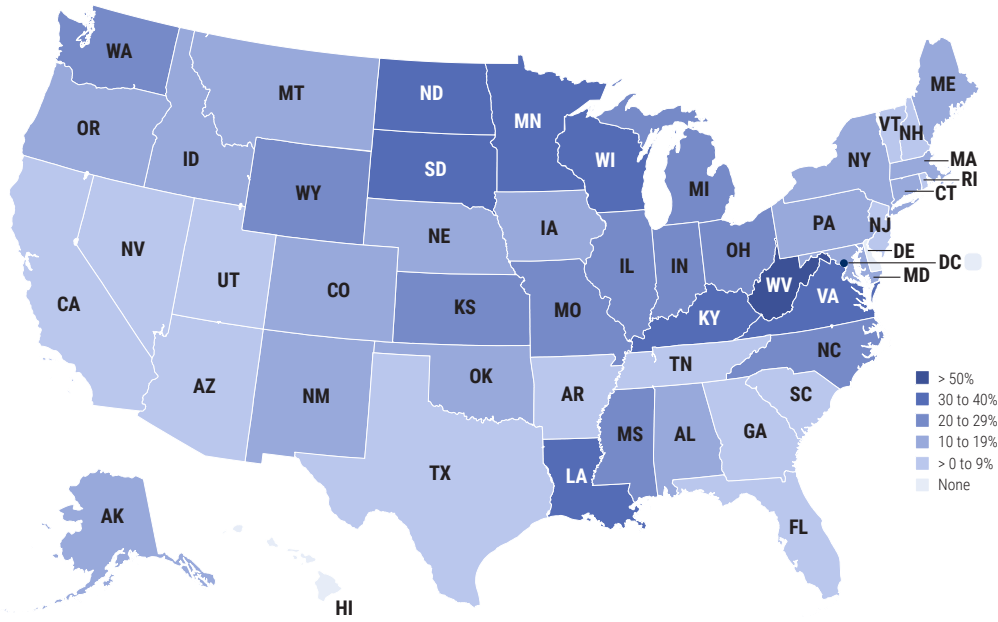 WA
MT
ND
MN
ME
OR
ID
VT
NH
WI
NY
MA
SD
RI
MI
CT
WY
IA
PA
NJ
NE
NV
OH
DE
IL
IN
DC
UT
MD
CA
CO
WV
VA
KS
MO
KY
NC
TN
OK
AZ
NM
AR
SC
MS
AL
GA
TX
LA
AK
FL
HI
> 50%
30 to 40%
20 to 29%
10 to 19%
> 0 to 9%
None